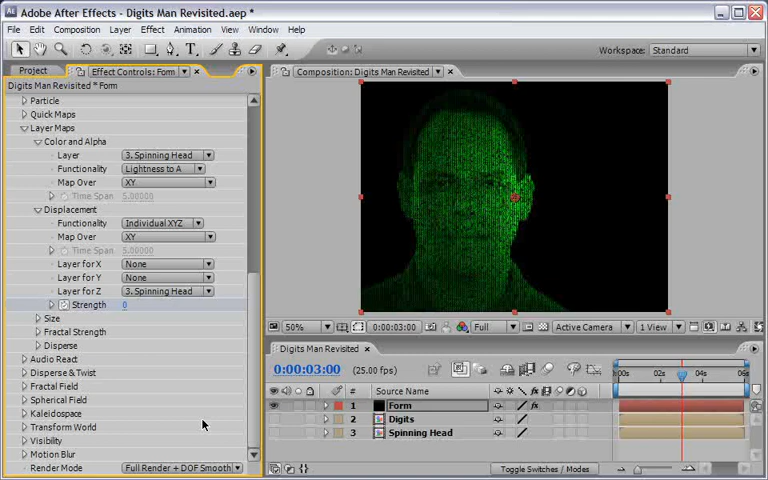 Adobe After Effects - Digits Man Revisited.aep *
File Edit Composition Layer Effect Animation View Window Help
Workspace: Standard
Project Effect Controls: Form
Composition: Digits Man Revisited
Digits Man Revisited * Form
Particle
Quick Maps
Layer Maps
Color and Alpha
Layer 3. Spinning Head
Functionality Lightness to A
Map Over XY
Time Span 5.00000
Displacement
Functionality Individual XYZ
Map Over XY
Time Span 5.00000
Layer for X None
Layer for Y None
Layer for Z 3. Spinning Head
Strength 0
Size
Fractal Strength
Disperse
Audio React
Disperse & Twist
Fractal Field
Spherical Field
Kaleidospace
Transform World
Visibility
Motion Blur
Render Mode Full Render + DOF Smooth
50% 0:00:03:00 Full Active Camera 1 View
Digits Man Revisited
0:00:03:00 (25.00 fps)
:00s 02s 04s 06s
# Source Name
1 Form
2 Digits
3 Spinning Head
Toggle Switches / Modes